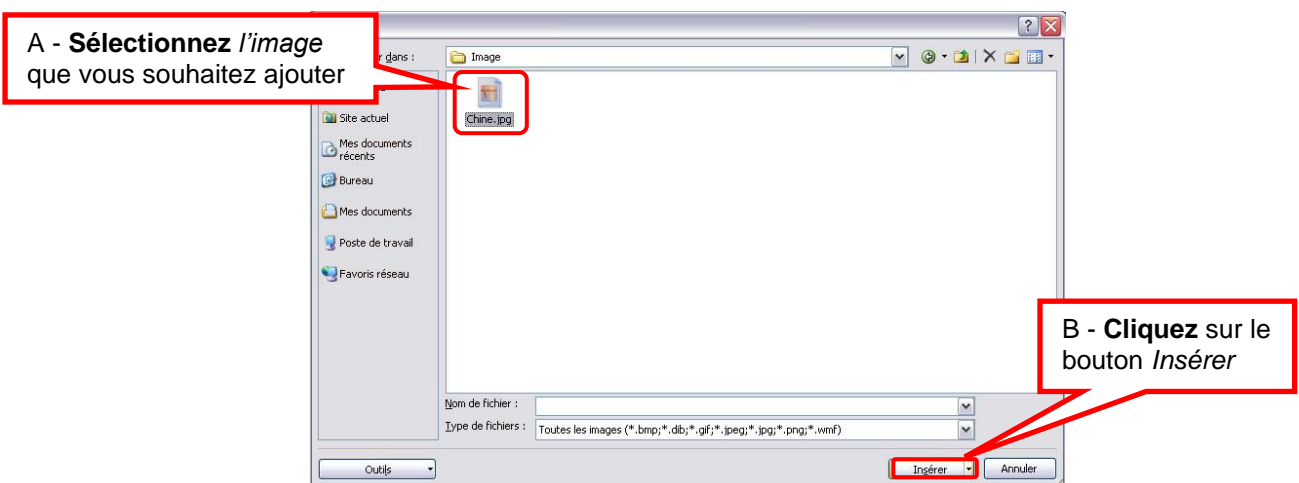 A - Sélectionnez l'image
que vous souhaitez ajouter
r dans :
Image
Chine.jpg
Site actuel
Mes documents
récents
Bureau
Mes documents
Poste de travail
Favoris réseau
B - Cliquez sur le
bouton Insérer
Nom de fichier :
Type de fichiers : Toutes les images (*.bmp;*.dib;*.gif;*.jpeg;*.jpg;*.png;*.wmf)
Outils Insérer Annuler